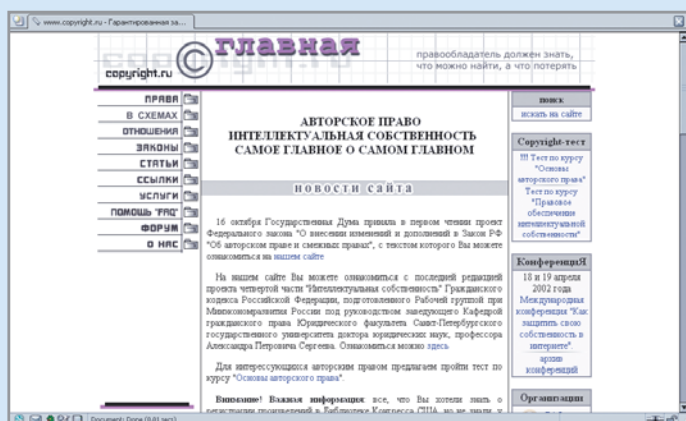 www.copyright.ru - Гарантированная за...
главная
copyright.ru
правообладатель должен знать,
что можно найти, а что потерять
ПРАВА
В СХЕМАХ
ОТНОШЕНИЯ
ЗАКОНЫ
СТАТЬИ
ССЫЛКИ
УСЛУГИ
ПОМОЩЬ "FAQ"
ФОРУМ
О НАС
АВТОРСКОЕ ПРАВО
ИНТЕЛЛЕКТУАЛЬНАЯ СОБСТВЕННОСТЬ
САМОЕ ГЛАВНОЕ О САМОМ ГЛАВНОМ
новости сайта
16 октября Государственная Дума приняла в первом чтении проект
Федерального закона "О внесении изменений и дополнений в Закон РФ
"Об авторском праве и смежных правах", с текстом которого Вы можете
ознакомиться на нашем сайте
На нашем сайте Вы можете ознакомиться с последней редакцией
проекта четвертой части "Интеллектуальная собственность" Гражданского
кодекса Российской Федерации, подготовленного Рабочей группой при
Минэкономразвития России под руководством заведующего Кафедрой
гражданского права Юридического факультета Санкт-Петербургского
государственного университета доктора юридических наук, профессора
Александра Петровича Сергеева. Ознакомиться можно здесь
Для интересующихся авторским правом предлагаем пройти тест по
курсу "Основы авторского права".
Внимание! Важная информация: все, что Вы хотели знать о
регистрации произведений в Библиотеке Конгресса США, но не знали, у
поиск
искать на сайте
Copyright-тест
!!! Тест по курсу
"Основы
авторского права"
Тест по курсу
"Правовое
обеспечение
интеллектуальной
собственности"
КонференциЯ
18 и 19 апреля
2002 года
Международная
конференция "Как
защитить свою
собственность в
интернете".
архив
конференций
Организации
Document: Done